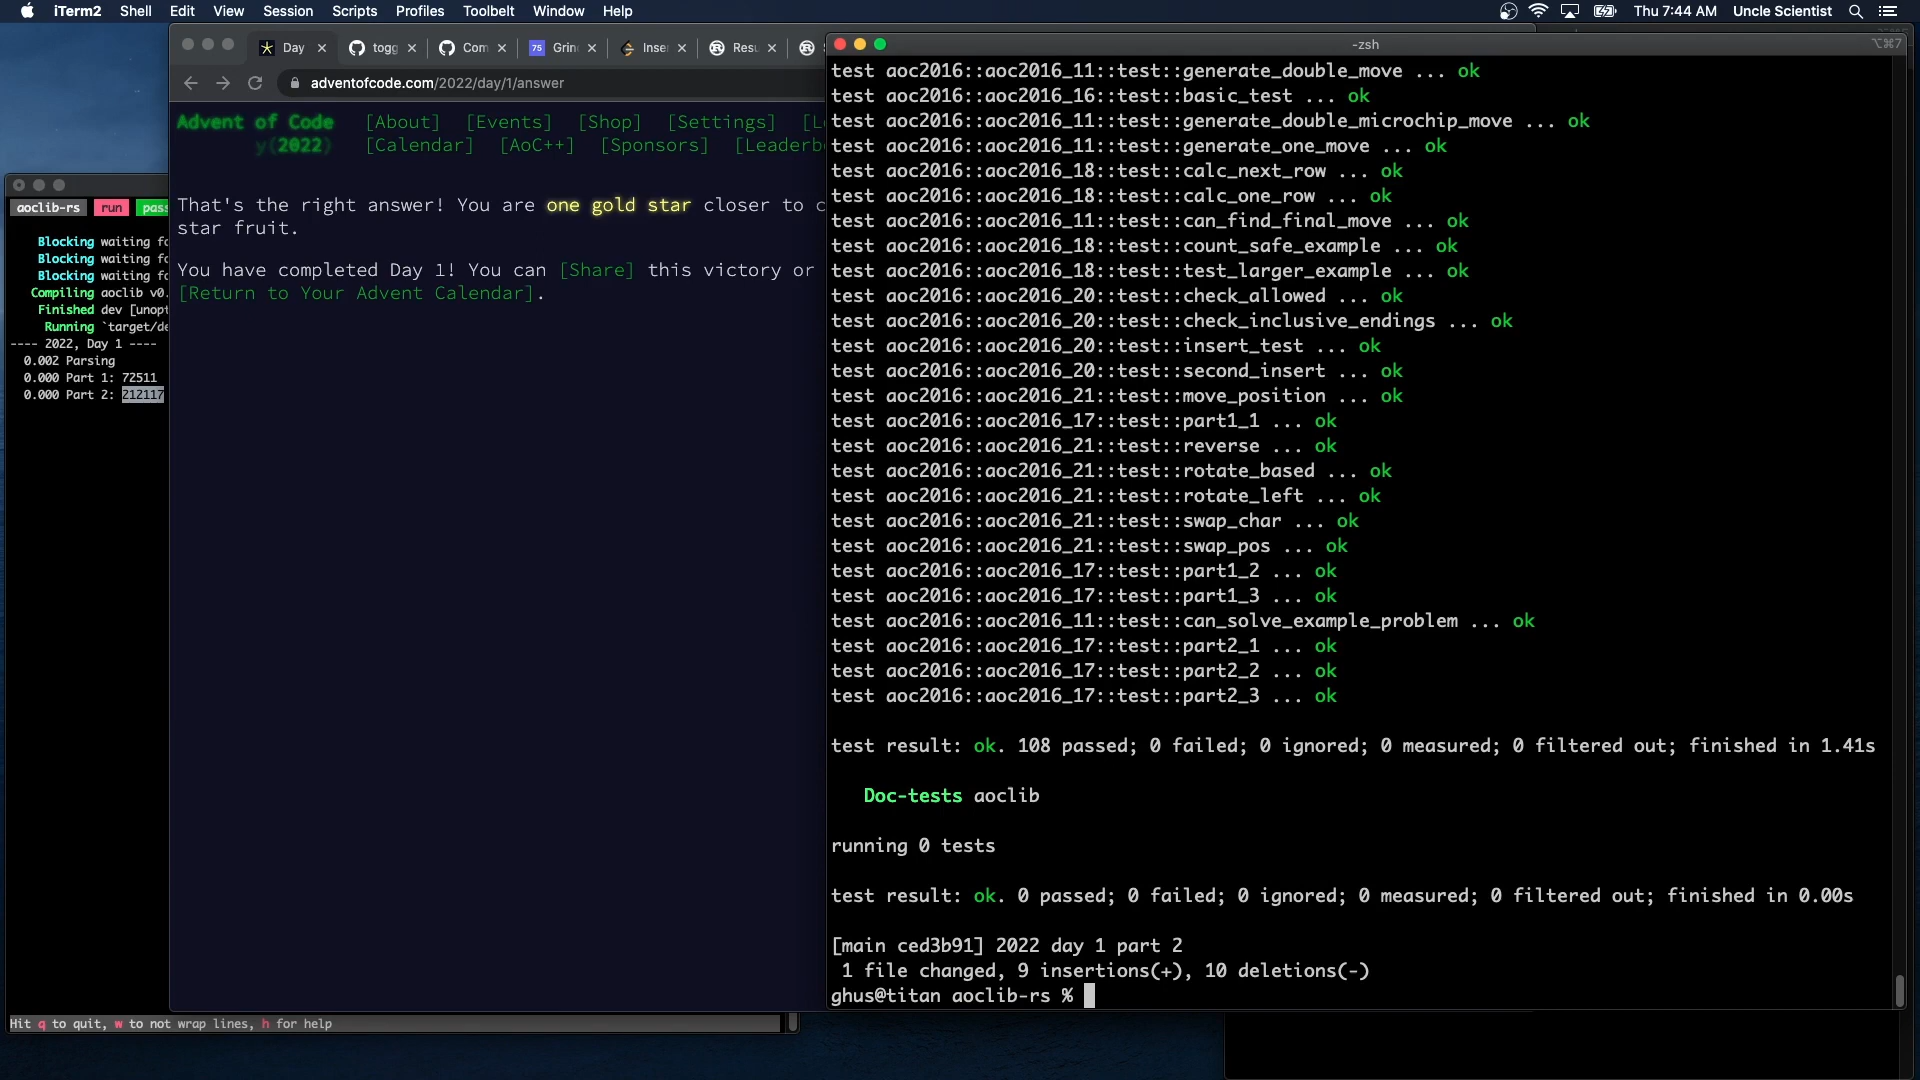 iTerm2 Shell Edit View Session Scripts Profiles Toolbelt Window Help
Thu 7:44 AM Uncle Scientist
Day
togg
Com
75 Grin
Inser
Resu
adventofcode.com/2022/day/1/answer
Advent of Code [About] [Events] [Shop] [Settings]
y(2022) [Calendar] [AoC++] [Sponsors]
That's the right answer! You are one gold star closer to
star fruit.
You have completed Day 1! You can [Share] this victory or
[Return to Your Advent Calendar].
aoclib-rs run
Blocking waiting
Blocking waiting
Blocking waiting
Compiling aoclib
Finished dev
Running
---- 2022, Day 1 ----
0.002 Parsing
0.000 Part 1: 72511
0.000 Part 2: 212117
Hit q to quit, w to not wrap lines, h for help
-zsh
⌥⌘7
test aoc2016::aoc2016_11::test::generate_double_move ... ok
test aoc2016::aoc2016_16::test::basic_test ... ok
test aoc2016::aoc2016_11::test::generate_double_microchip_move ... ok
test aoc2016::aoc2016_11::test::generate_one_move ... ok
test aoc2016::aoc2016_18::test::calc_next_row ... ok
test aoc2016::aoc2016_18::test::calc_one_row ... ok
test aoc2016::aoc2016_11::test::can_find_final_move ... ok
test aoc2016::aoc2016_18::test::count_safe_example ... ok
test aoc2016::aoc2016_18::test::test_larger_example ... ok
test aoc2016::aoc2016_20::test::check_allowed ... ok
test aoc2016::aoc2016_20::test::check_inclusive_endings ... ok
test aoc2016::aoc2016_20::test::insert_test ... ok
test aoc2016::aoc2016_20::test::second_insert ... ok
test aoc2016::aoc2016_21::test::move_position ... ok
test aoc2016::aoc2016_17::test::part1_1 ... ok
test aoc2016::aoc2016_21::test::reverse ... ok
test aoc2016::aoc2016_21::test::rotate_based ... ok
test aoc2016::aoc2016_21::test::rotate_left ... ok
test aoc2016::aoc2016_21::test::swap_char ... ok
test aoc2016::aoc2016_21::test::swap_pos ... ok
test aoc2016::aoc2016_17::test::part1_2 ... ok
test aoc2016::aoc2016_17::test::part1_3 ... ok
test aoc2016::aoc2016_11::test::can_solve_example_problem ... ok
test aoc2016::aoc2016_17::test::part2_1 ... ok
test aoc2016::aoc2016_17::test::part2_2 ... ok
test aoc2016::aoc2016_17::test::part2_3 ... ok
test result: ok. 108 passed; 0 failed; 0 ignored; 0 measured; 0 filtered out; finished in 1.41s
Doc-tests aoclib
running 0 tests
test result: ok. 0 passed; 0 failed; 0 ignored; 0 measured; 0 filtered out; finished in 0.00s
[main ced3b91] 2022 day 1 part 2
1 file changed, 9 insertions(+), 10 deletions(-)
ghus@titan aoclib-rs %